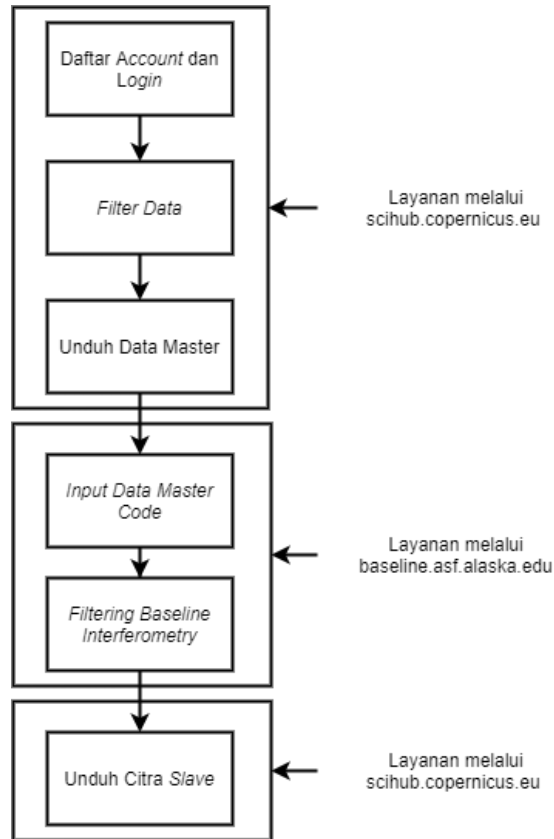 Daftar Account dan
Login
Filter Data
Layanan melalui
scihub.copernicus.eu
Unduh Data Master
Input Data Master
Code
Layanan melalui
baseline.asf.alaska.edu
Filtering Baseline
Interferometry
Unduh Citra Slave
Layanan melalui
scihub.copernicus.eu